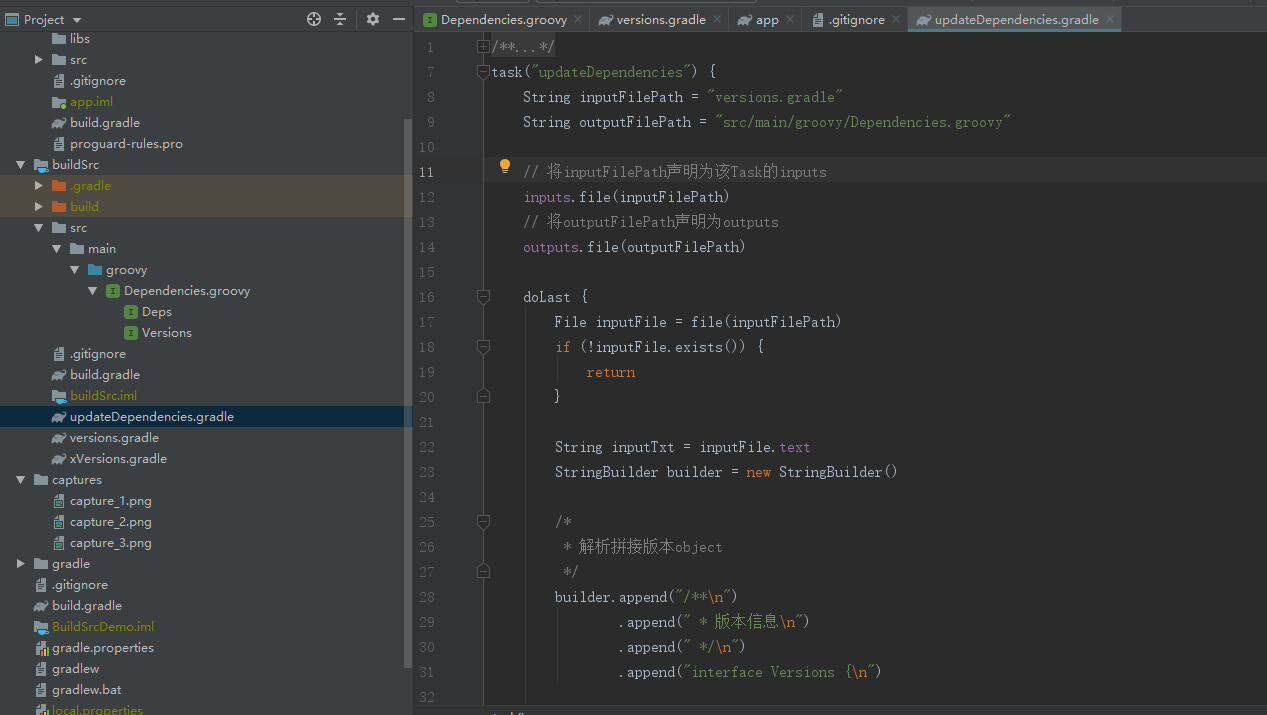 Project
libs
src
.gitignore
app.iml
build.gradle
proguard-rules.pro
buildSrc
.gradle
build
src
main
groovy
Dependencies.groovy
Deps
Versions
.gitignore
build.gradle
buildSrc.iml
updateDependencies.gradle
versions.gradle
xVersions.gradle
captures
capture_1.png
capture_2.png
capture_3.png
gradle
.gitignore
build.gradle
BuildSrcDemo.iml
gradle.properties
gradlew
gradlew.bat
local.properties
Dependencies.groovy versions.gradle app .gitignore updateDependencies.gradle
1 /**...*/
7 task("updateDependencies") {
8 String inputFilePath = "versions.gradle"
9 String outputFilePath = "src/main/groovy/Dependencies.groovy"
10
11 // 将inputFilePath声明为该Task的inputs
12 inputs.file(inputFilePath)
13 // 将outputFilePath声明为outputs
14 outputs.file(outputFilePath)
15
16 doLast {
17 File inputFile = file(inputFilePath)
18 if (!inputFile.exists()) {
19 return
20 }
21
22 String inputTxt = inputFile.text
23 StringBuilder builder = new StringBuilder()
24
25 /*
26 * 解析拼接版本object
27 */
28 builder.append("/**\n")
29 .append(" * 版本信息\n")
30 .append(" */\n")
31 .append("interface Versions {\n")
32